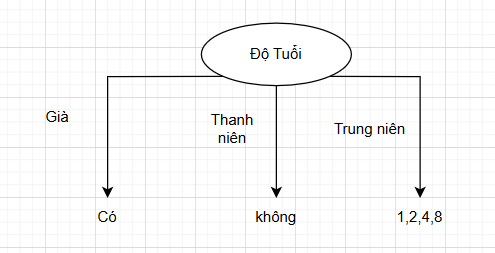 Độ Tuổi
Già
Thanh
niên
Trung niên
Có
không
1,2,4,8